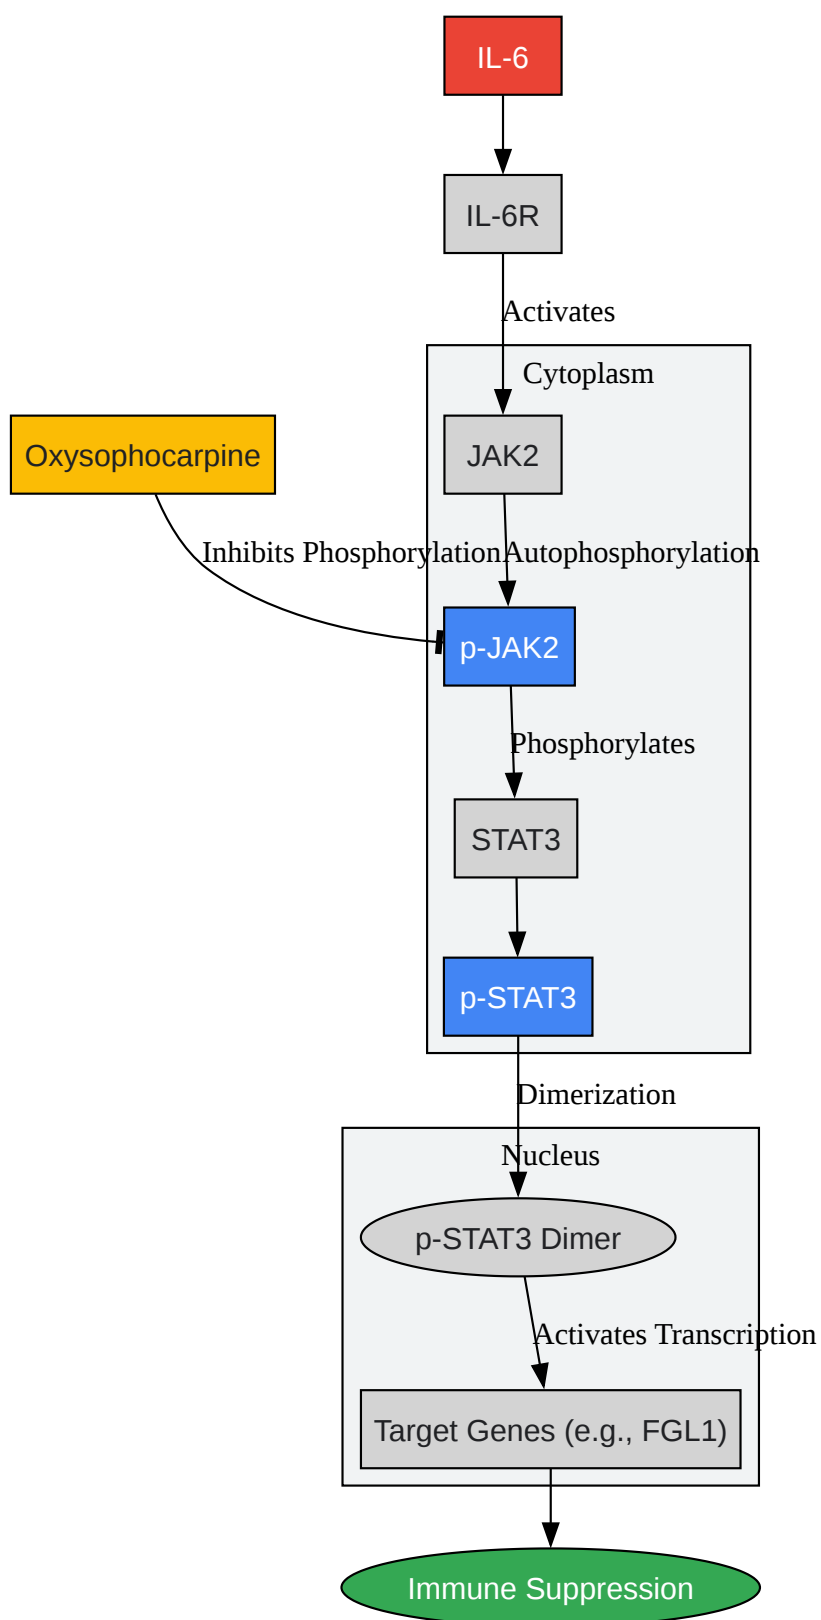 IL-6
IL-6R
Activates
Cytoplasm
Oxysophocarpine
JAK2
Inhibits Phosphorylation
Autophosphorylation
p-JAK2
Phosphorylates
STAT3
p-STAT3
Dimerization
Nucleus
p-STAT3 Dimer
Activates Transcription
Target Genes (e.g., FGL1)
Immune Suppression